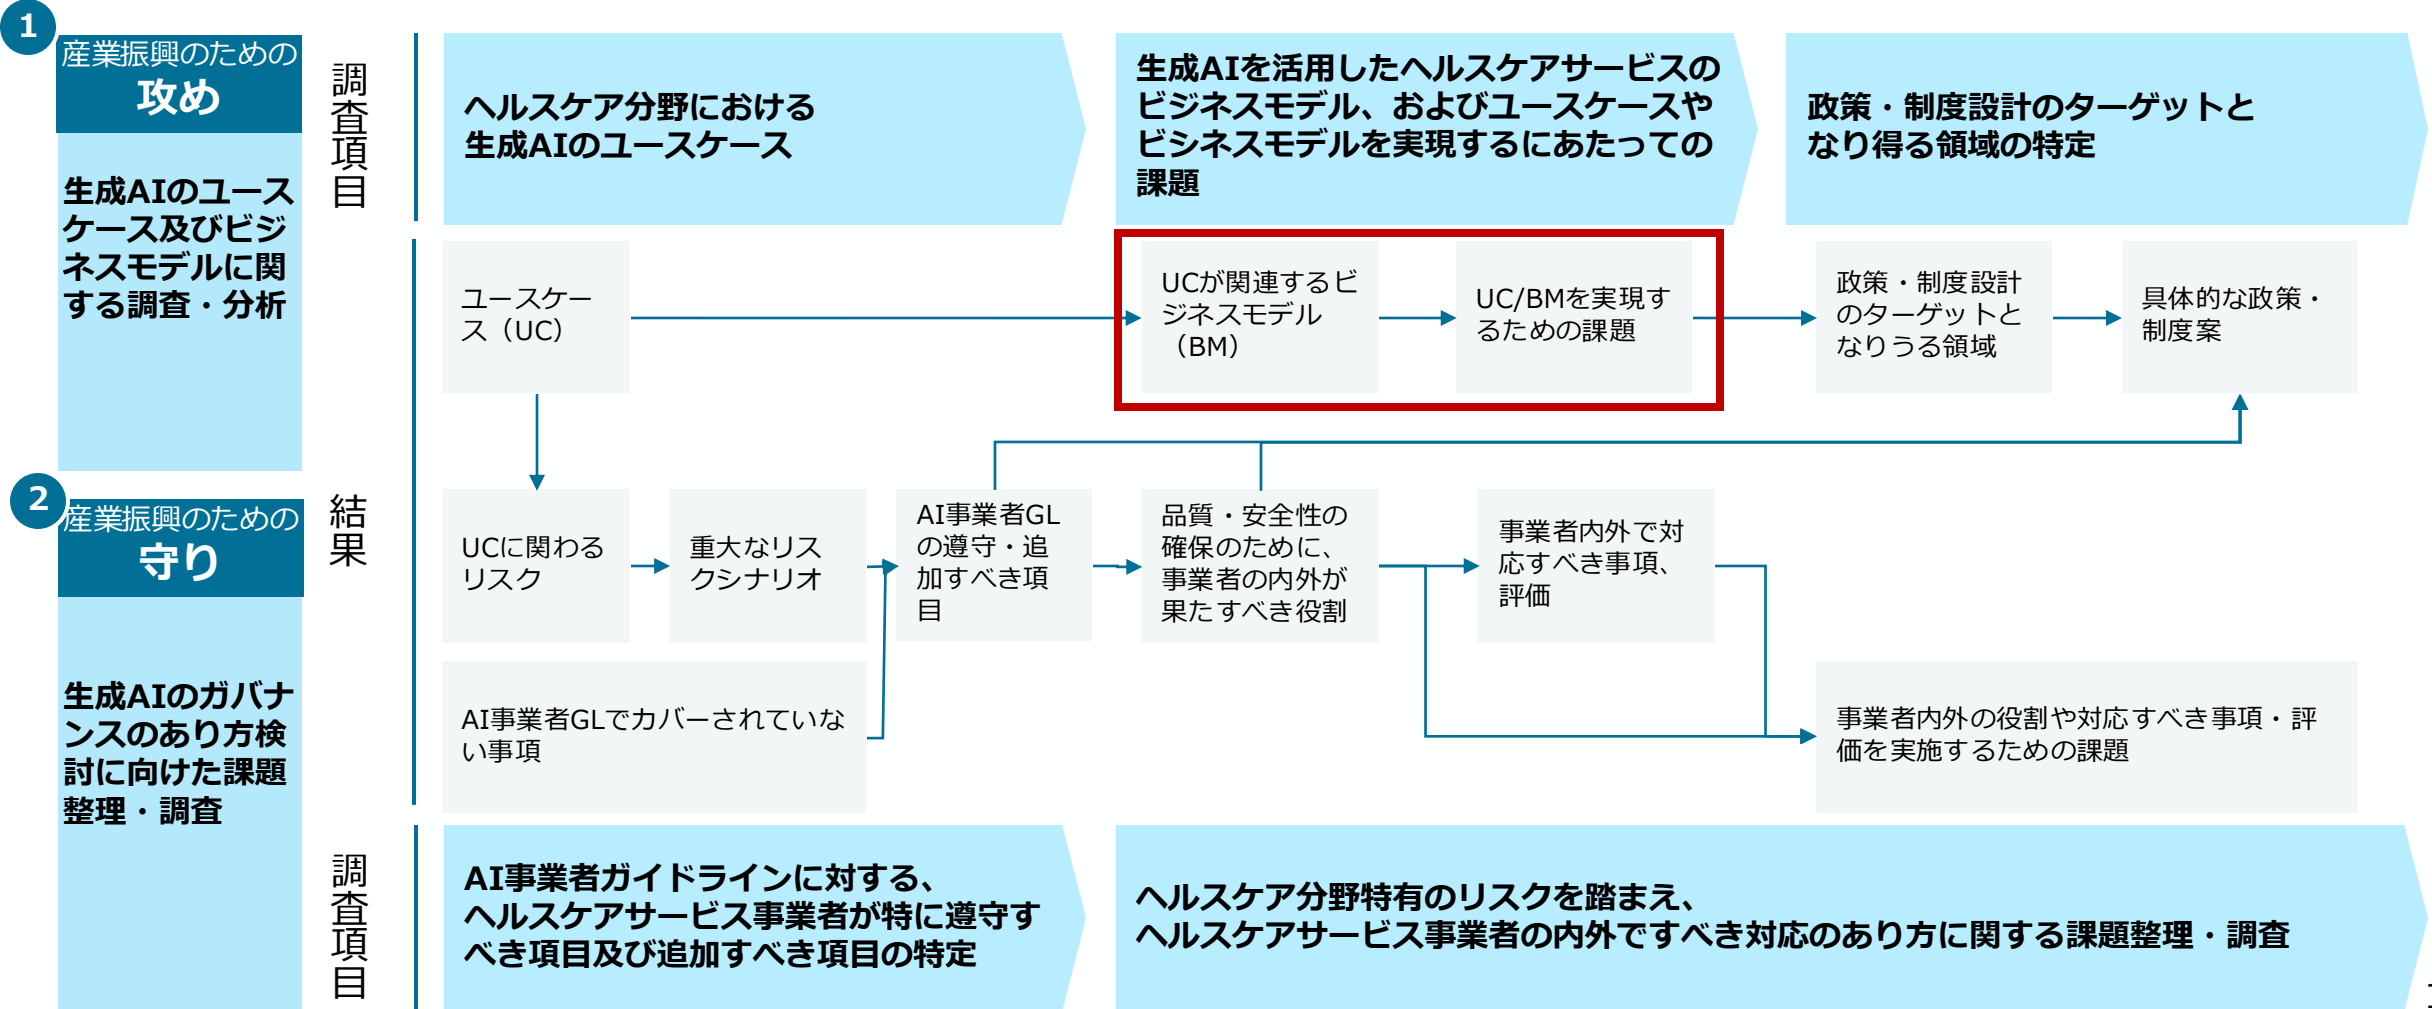 1
産業振興のための
攻め
生成AIのユース
ケース及びビジ
ネスモデルに関
する調査・分析
調査項目
ヘルスケア分野における
生成AIのユースケース
生成AIを活用したヘルスケアサービスの
ビジネスモデル、およびユースケースや
ビシネスモデルを実現するにあたっての
課題
政策・制度設計のターゲットと
なり得る領域の特定
結果
ユースケー
ス（UC）
UCが関連するビ
ジネスモデル
（BM）
UC/BMを実現す
るための課題
政策・制度設計
のターゲットと
なりうる領域
具体的な政策・
制度案
2
産業振興のための
守り
生成AIのガバナ
ンスのあり方検
討に向けた課題
整理・調査
UCに関わる
リスク
重大なリス
クシナリオ
AI事業者GL
の遵守・追
加すべき項
目
品質・安全性の
確保のために、
事業者の内外が
果たすべき役割
事業者内外で対
応すべき事項、
評価
AI事業者GLでカバーされていな
い事項
事業者内外の役割や対応すべき事項・評
価を実施するための課題
調査項目
AI事業者ガイドラインに対する、
ヘルスケアサービス事業者が特に遵守す
べき項目及び追加すべき項目の特定
ヘルスケア分野特有のリスクを踏まえ、
ヘルスケアサービス事業者の内外ですべき対応のあり方に関する課題整理・調査